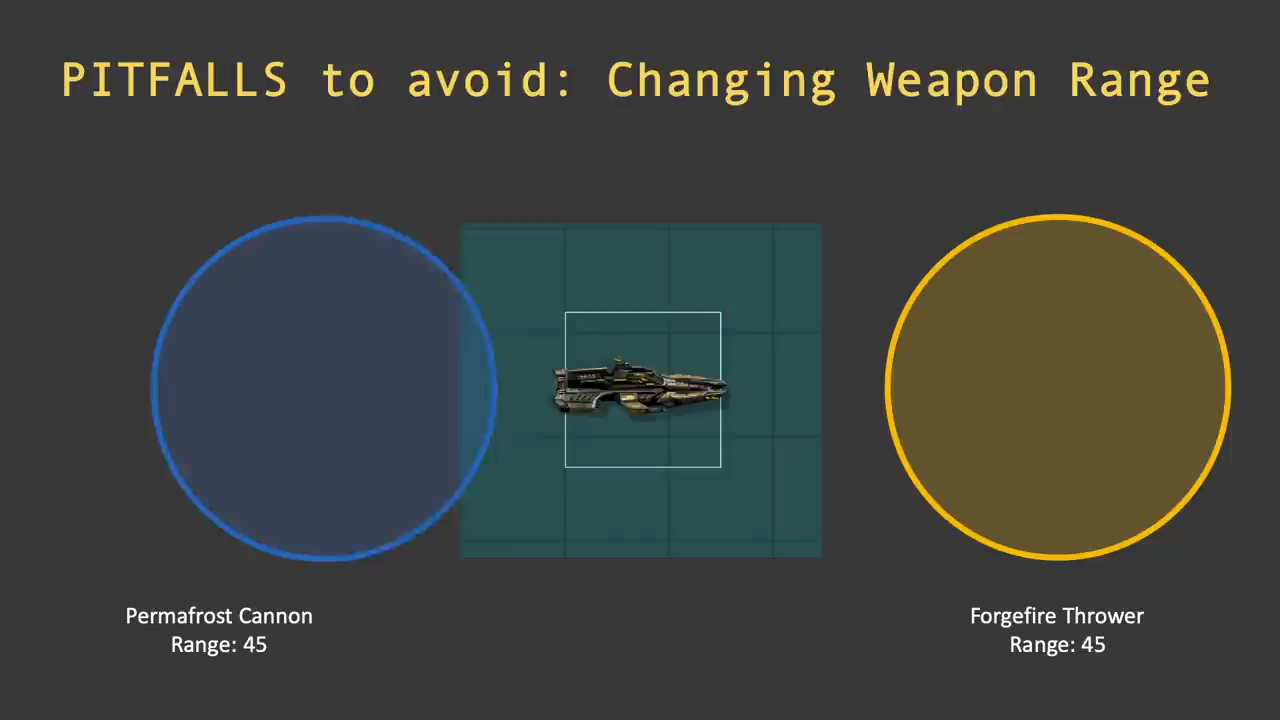 PITFALLS to avoid: Changing Weapon Range
Permafrost Cannon
Range: 45
Forgefire Thrower
Range: 45